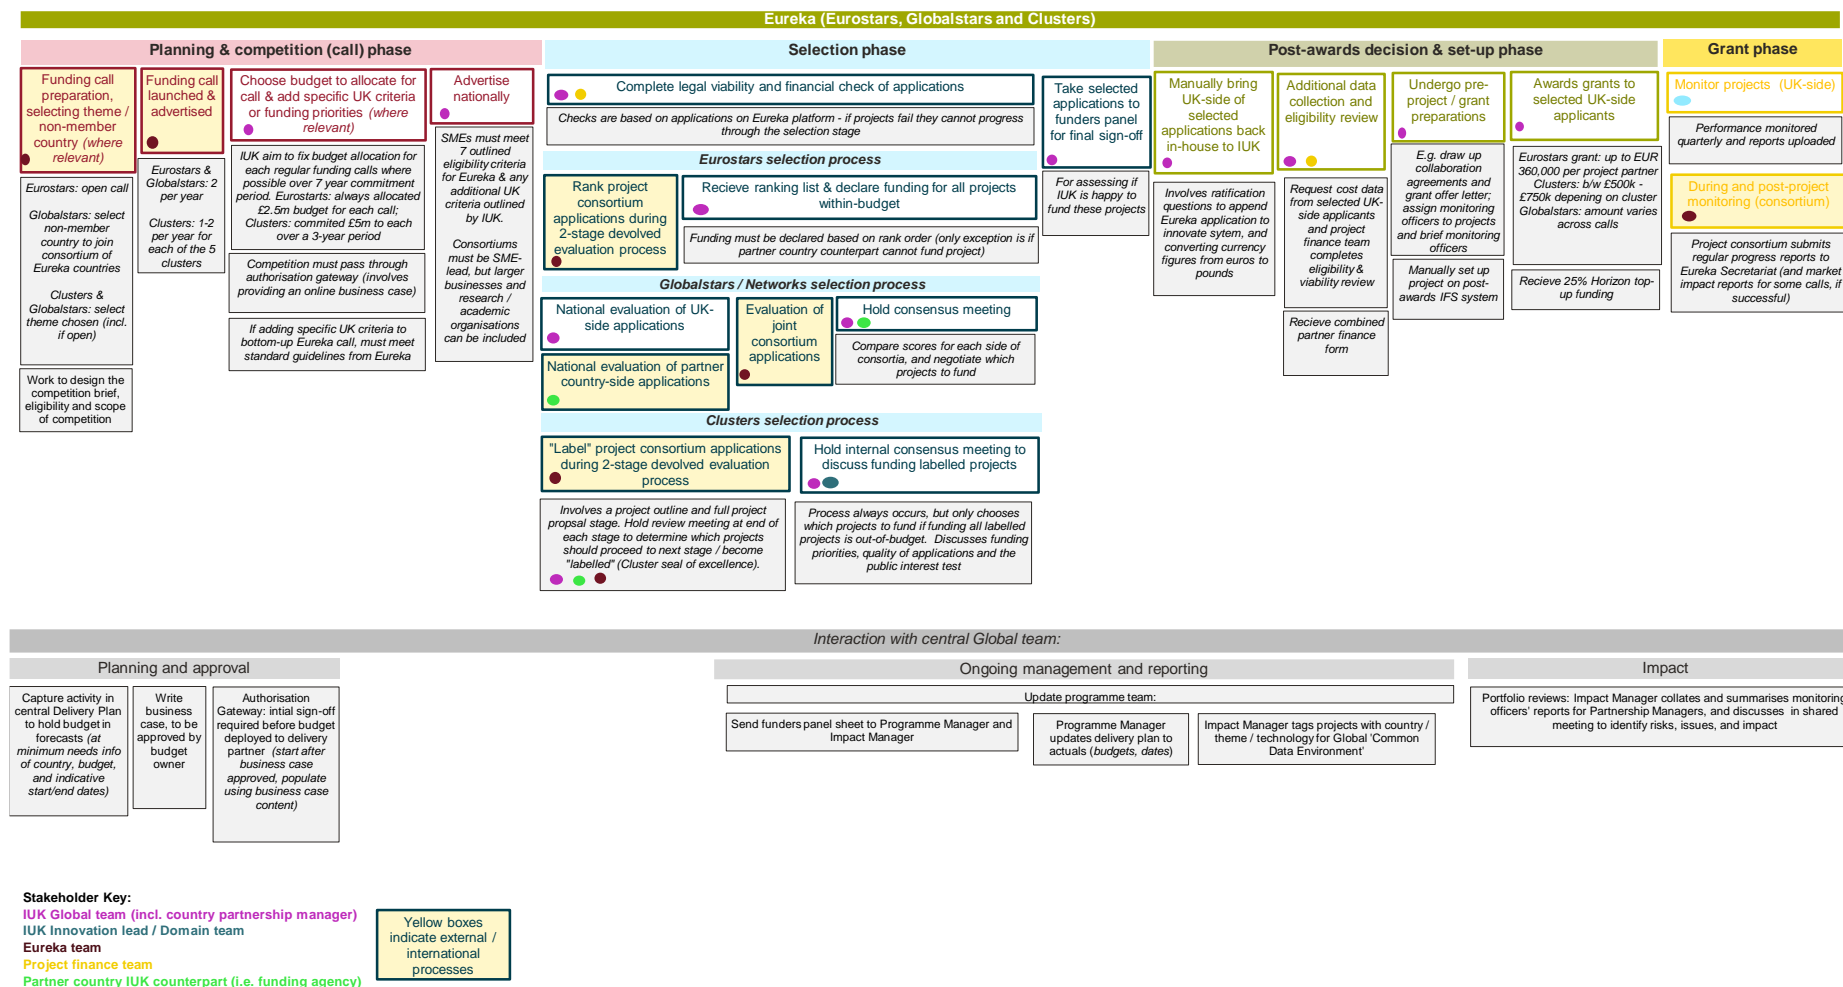 Eureka (Eurostars, Globalstars and Clusters)
Planning & competition (call) phase
Selection phase
Post-awards decision & set-up phase
Grant phase
Funding call
preparation,
selecting theme /
non-member
country (where
relevant)
Funding call
launched &
advertised
Choose budget to allocate for
call & add specific UK criteria
or funding priorities (where
relevant)
Advertise
nationally
Eurostars: open call
Globalstars: select
non-member
country to join
consortium of
Eureka countries
Clusters &
Globalstars: select
theme chosen (incl.
if open)
Work to design the
competition brief,
eligibility and scope
of competition
Eurostars &
Globalstars: 2
per year
Clusters: 1-2
per year for
each of the 5
clusters
IUK aim to fix budget allocation for
each regular funding calls where
possible over 7 year commitment
period. Eurostarts: always allocated
£2.5m budget for each call;
Clusters: commited £5m to each
over a 3-year period
Competition must pass through
authorisation gateway (involves
providing an online business case)
If adding specific UK criteria to
bottom-up Eureka call, must meet
standard guidelines from Eureka
SMEs must meet
7 outlined
eligibility criteria
for Eureka & any
additional UK
criteria outlined
by IUK.
Consortiums
must be SME-
lead, but larger
businesses and
research /
academic
organisations
can be included
Complete legal viability and financial check of applications
Checks are based on applications on Eureka platform - if projects fail they cannot progress
through the selection stage
Eurostars selection process
Rank project
consortium
applications during
2-stage devolved
evaluation process
Recieve ranking list & declare funding for all projects
within-budget
Funding must be declared based on rank order (only exception is if
partner country counterpart cannot fund project)
Globalstars / Networks selection process
National evaluation of UK-
side applications
National evaluation of partner
country-side applications
Evaluation of
joint
consortium
applications
Hold consensus meeting
Compare scores for each side of
consortia, and negotiate which
projects to fund
Clusters selection process
"Label" project consortium applications
during 2-stage devolved evaluation
process
Hold internal consensus meeting to
discuss funding labelled projects
Involves a project outline and full project
propsal stage. Hold review meeting at end of
each stage to determine which projects
should proceed to next stage / become
"labelled" (Cluster seal of excellence).
Process always occurs, but only chooses
which projects to fund if funding all labelled
projects is out-of-budget. Discusses funding
priorities, quality of applications and the
public interest test
Take selected
applications to
funders panel
for final sign-off
For assessing if
IUK is happy to
fund these projects
Manually bring
UK-side of
selected
applications back
in-house to IUK
Involves ratification
questions to append
Eureka application to
innovate sytem, and
converting currency
figures from euros to
pounds
Additional data
collection and
eligibility review
Request cost data
from selected UK-
side applicants
and project
finance team
completes
eligibility &
viability review
Recieve combined
partner finance
form
Undergo pre-
project / grant
preparations
E.g. draw up
collaboration
agreements and
grant offer letter;
assign monitoring
officers to projects
and brief monitoring
officers
Manually set up
project on post-
awards IFS system
Awards grants to
selected UK-side
applicants
Eurostars grant: up to EUR
360,000 per project partner
Clusters: b/w £500k -
£750k depening on cluster
Globalstars: amount varies
across calls
Recieve 25% Horizon top-
up funding
Monitor projects (UK-side)
Performance monitored
quarterly and reports uploaded
During and post-project
monitoring (consortium)
Project consortium submits
regular progress reports to
Eureka Secretariat (and market
impact reports for some calls, if
successful)
Interaction with central Global team:
Planning and approval
Ongoing management and reporting
Impact
Capture activity in
central Delivery Plan
to hold budget in
forecasts (at
minimum needs info
of country, budget,
and indicative
start/end dates)
Write
business
case, to be
approved by
budget
owner
Authorisation
Gateway: intial sign-off
required before budget
deployed to delivery
partner (start after
business case
approved, populate
using business case
content)
Update programme team:
Send funders panel sheet to Programme Manager and
Impact Manager
Programme Manager
updates delivery plan to
actuals (budgets, dates)
Impact Manager tags projects with country /
theme / technology for Global 'Common
Data Environment'
Portfolio reviews: Impact Manager collates and summarises monitoring
officers' reports for Partnership Managers, and discusses in shared
meeting to identify risks, issues, and impact
Stakeholder Key:
IUK Global team (incl. country partnership manager)
IUK Innovation lead / Domain team
Eureka team
Project finance team
Partner country IUK counterpart (i.e. funding agency)
Yellow boxes
indicate external /
international
processes